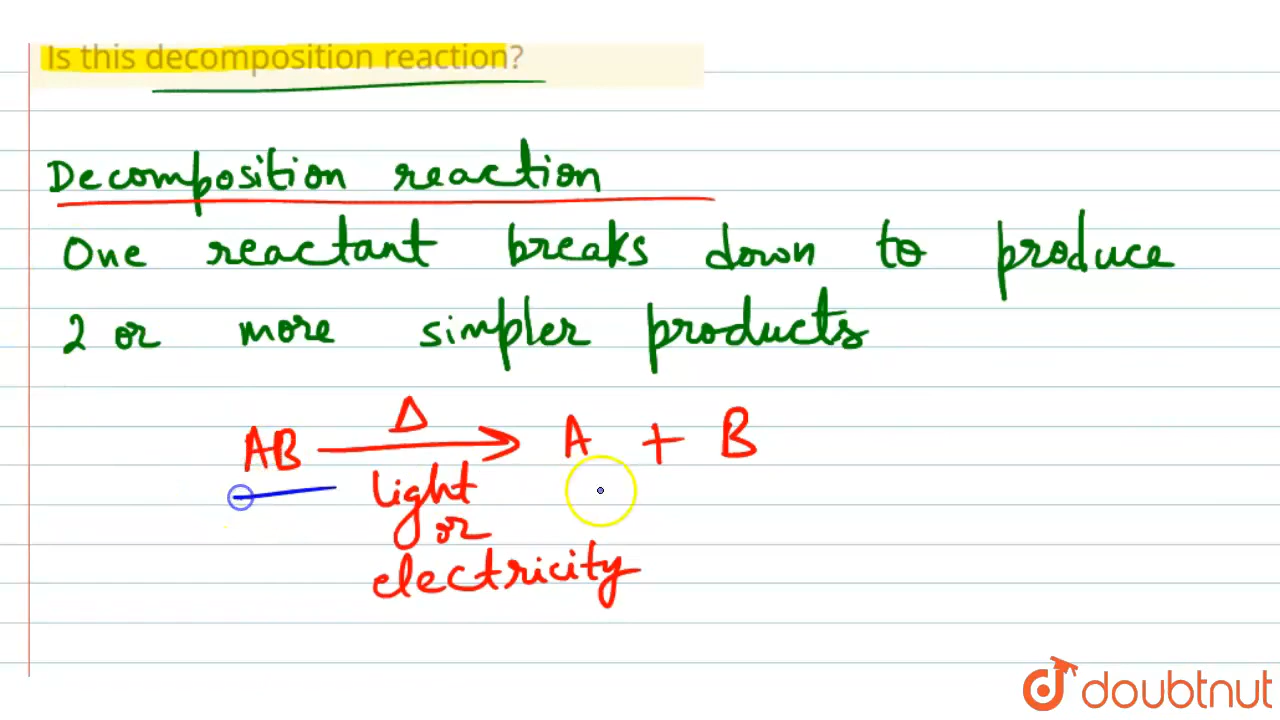 Is this decomposition reaction?
Decomposition reaction
One reactant breaks down to produce
2 or more simpler products
AB Δ→ A + B
light
or
electricity
doubtnut